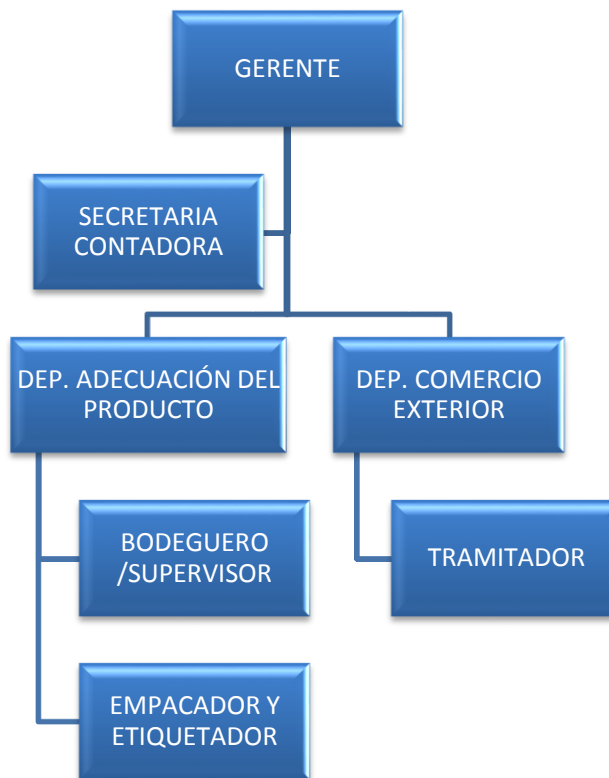 GERENTE
SECRETARIA
CONTADORA
DEP. ADECUACIÓN DEL
PRODUCTO
DEP. COMERCIO
EXTERIOR
BODEGUERO
/SUPERVISOR
TRAMITADOR
EMPACADOR Y
ETIQUETADOR